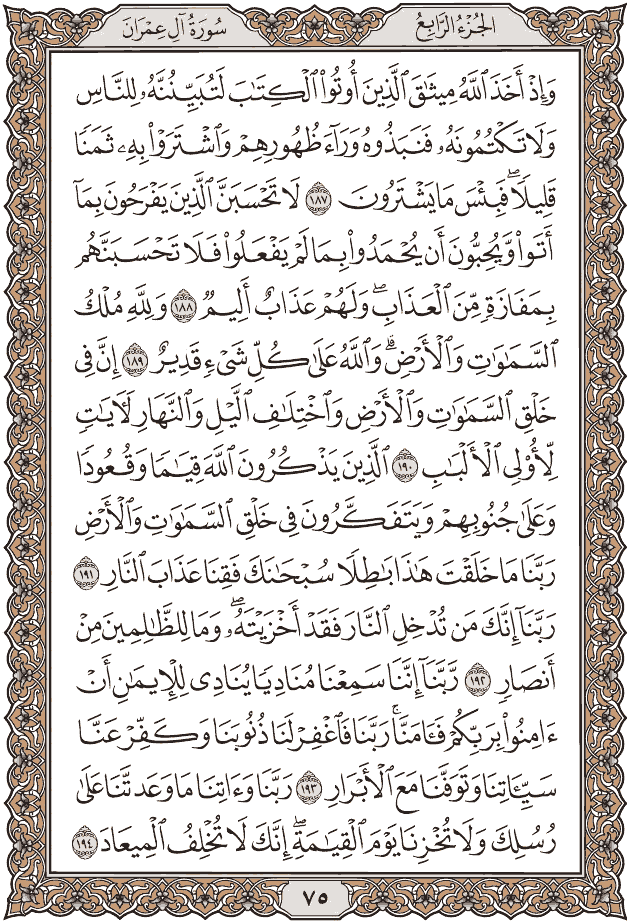 الجُزْءُ الرَّابِعُ
سُورَةُ آلِ عِمْرَانَ
وَإِذْ أَخَذَ ٱللَّهُ مِيثَٰقَ ٱلَّذِينَ أُوتُوا۟ ٱلْكِتَٰبَ لَتُبَيِّنُنَّهُۥ لِلنَّاسِ
وَلَا تَكْتُمُونَهُۥ فَنَبَذُوهُ وَرَآءَ ظُهُورِهِمْ وَٱشْتَرَوْا۟ بِهِۦ ثَمَنًا
قَلِيلًا ۖ فَبِئْسَ مَا يَشْتَرُونَ ١٨٧ لَا تَحْسَبَنَّ ٱلَّذِينَ يَفْرَحُونَ بِمَآ
أَتَوا۟ وَّيُحِبُّونَ أَن يُحْمَدُوا۟ بِمَا لَمْ يَفْعَلُوا۟ فَلَا تَحْسَبَنَّهُم
بِمَفَازَةٍ مِّنَ ٱلْعَذَابِ ۖ وَلَهُمْ عَذَابٌ أَلِيمٌ ١٨٨ وَلِلَّهِ مُلْكُ
ٱلسَّمَٰوَٰتِ وَٱلْأَرْضِ ۗ وَٱللَّهُ عَلَىٰ كُلِّ شَىْءٍ قَدِيرٌ ١٨٩ إِنَّ فِى
خَلْقِ ٱلسَّمَٰوَٰتِ وَٱلْأَرْضِ وَٱخْتِلَٰفِ ٱلَّيْلِ وَٱلنَّهَارِ لَءَايَٰتٍ
لِّأُو۟لِى ٱلْأَلْبَٰبِ ١٩٠ ٱلَّذِينَ يَذْكُرُونَ ٱللَّهَ قِيَٰمًا وَقُعُودًا
وَعَلَىٰ جُنُوبِهِمْ وَيَتَفَكَّرُونَ فِى خَلْقِ ٱلسَّمَٰوَٰتِ وَٱلْأَرْضِ
رَبَّنَا مَا خَلَقْتَ هَٰذَا بَٰطِلًا سُبْحَٰنَكَ فَقِنَا عَذَابَ ٱلنَّارِ ١٩١
رَبَّنَآ إِنَّكَ مَن تُدْخِلِ ٱلنَّارَ فَقَدْ أَخْزَيْتَهُۥ ۖ وَمَا لِلظَّٰلِمِينَ مِنْ
أَنصَارٍ ١٩٢ رَّبَّنَآ إِنَّنَا سَمِعْنَا مُنَادِيًا يُنَادِى لِلْإِيمَٰنِ أَنْ
ءَامِنُوا۟ بِرَبِّكُمْ فَـَٔامَنَّا ۚ رَبَّنَا فَٱغْفِرْ لَنَا ذُنُوبَنَا وَكَفِّرْ عَنَّا
سَيِّـَٔاتِنَا وَتَوَفَّنَا مَعَ ٱلْأَبْرَارِ ١٩٣ رَبَّنَا وَءَاتِنَا مَا وَعَدتَّنَا عَلَىٰ
رُسُلِكَ وَلَا تُخْزِنَا يَوْمَ ٱلْقِيَٰمَةِ ۗ إِنَّكَ لَا تُخْلِفُ ٱلْمِيعَادَ ١٩٤
٧٥